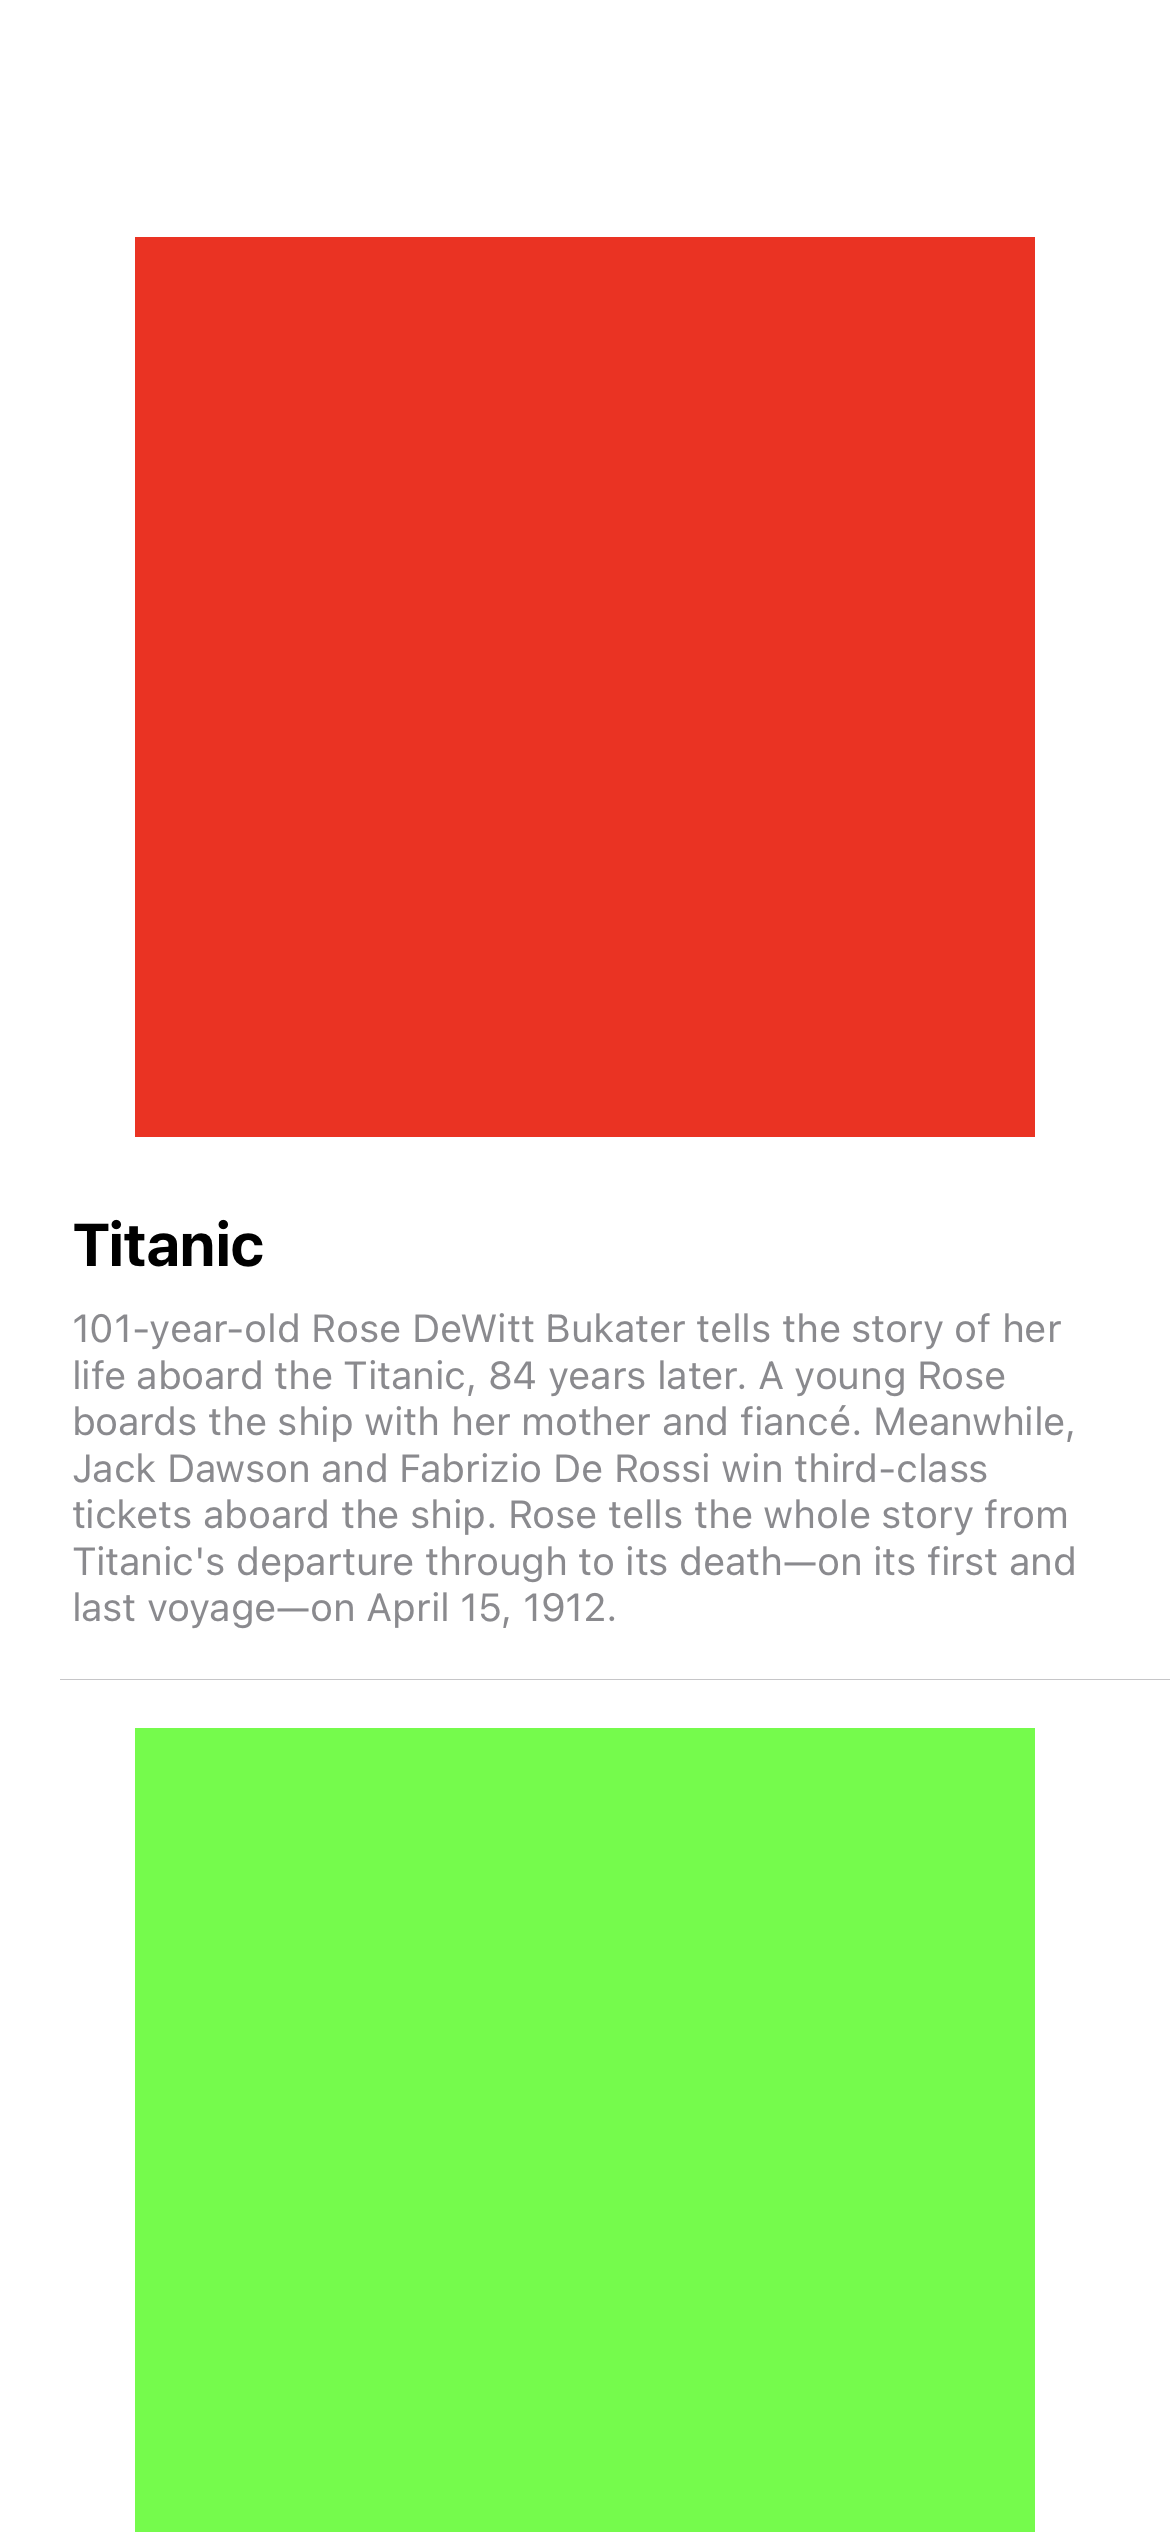 Titanic
101-year-old Rose DeWitt Bukater tells the story of her
life aboard the Titanic, 84 years later. A young Rose
boards the ship with her mother and fiancé. Meanwhile,
Jack Dawson and Fabrizio De Rossi win third-class
tickets aboard the ship. Rose tells the whole story from
Titanic's departure through to its death—on its first and
last voyage—on April 15, 1912.